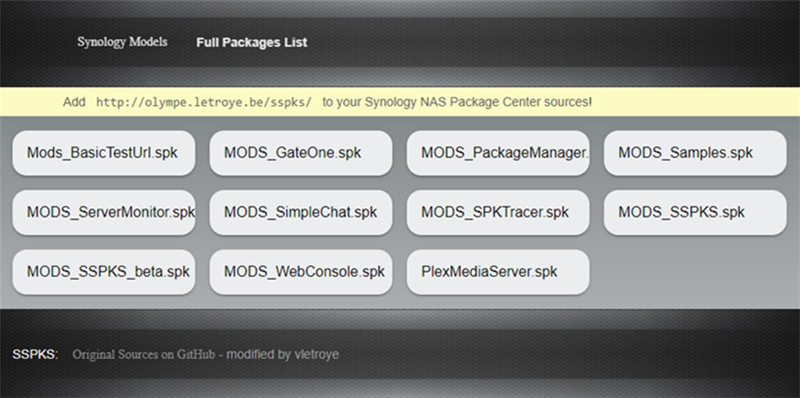 Synology Models Full Packages List
Add http://olympe.letroye.be/sspks/ to your Synology NAS Package Center sources!
Mods_BasicTestUrl.spk MODS_GateOne.spk MODS_PackageManager. MODS_Samples.spk
MODS_ServerMonitor.spk MODS_SimpleChat.spk MODS_SPKTracer.spk MODS_SSPKS.spk
MODS_SSPKS_beta.spk MODS_WebConsole.spk PlexMediaServer.spk
SSPKS: Original Sources on GitHub - modified by vletroye